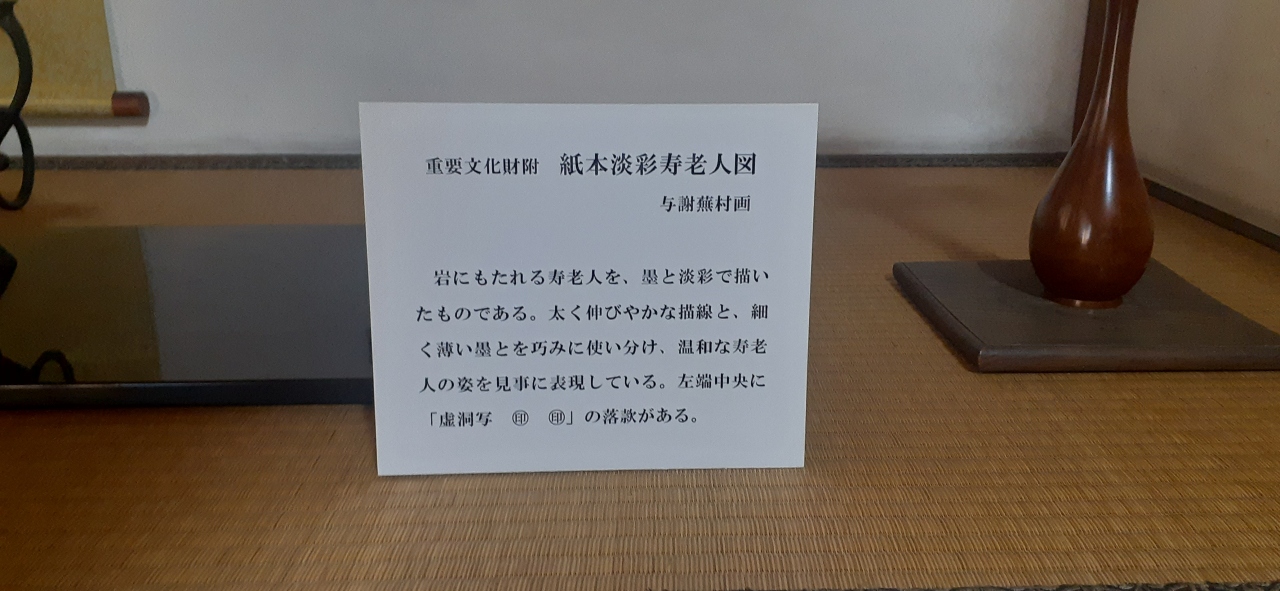 重要文化財附　紙本淡彩寿老人図
与謝蕪村画
岩にもたれる寿老人を、墨と淡彩で描い
たものである。太く伸びやかな描線と、細
く薄い墨とを巧みに使い分け、温和な寿老
人の姿を見事に表現している。左端中央に
「虚洞写　㊞　㊞」の落款がある。